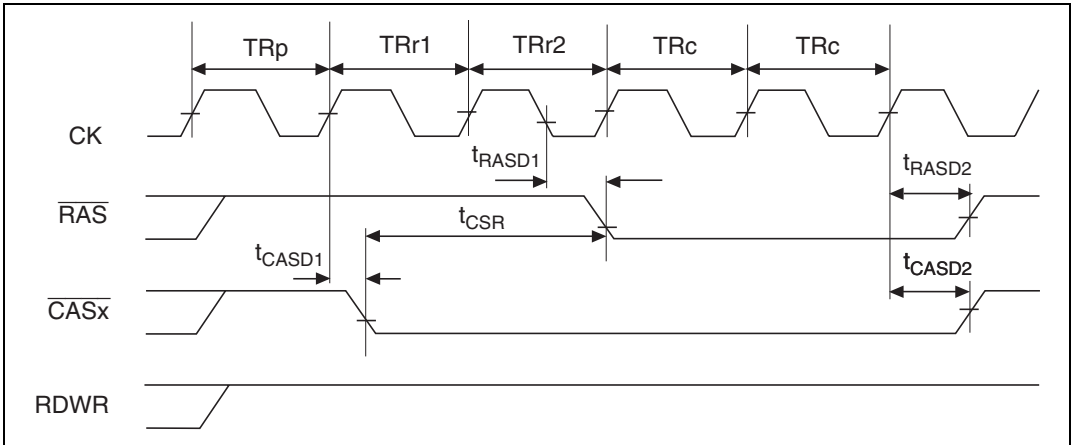 TRp TRr1 TRr2 TRc TRc
CK
tRASD1
tRASD2
RAS
tCSR
tCASD1
tCASD2
CASx
RDWR